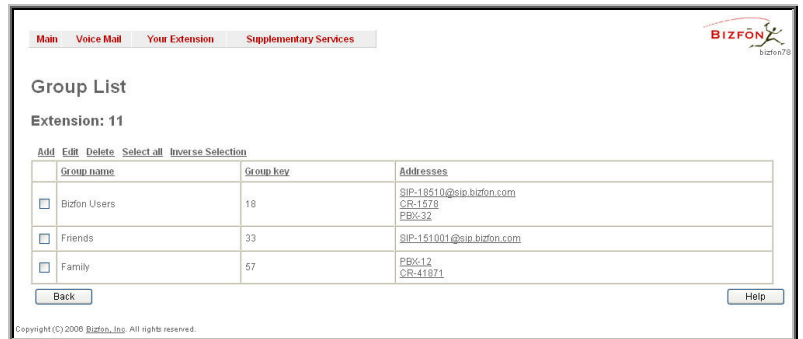 Main Voice Mail Your Extension Supplementary Services
BIZFŌN
bizfon78
Group List
Extension: 11
Add Edit Delete Select all Inverse Selection
Group name Group key Addresses
Bizfon Users 18 SIP-18510@sip.bizfon.com
CR-1578
PBX-32
Friends 33 SIP-151001@sip.bizfon.com
Family 57 PBX-12
CR-41871
Back Help
Copyright (C) 2006 Bizfon, Inc. All rights reserved.